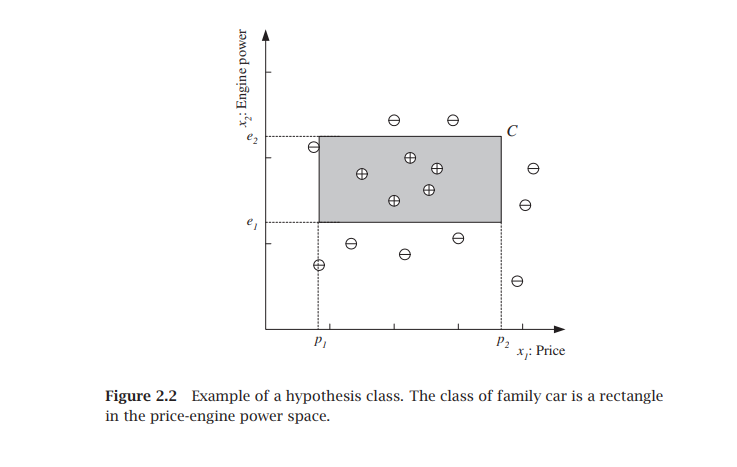 x2: Engine power
e2
C
e1
p1
p2
x1: Price
Figure 2.2 Example of a hypothesis class. The class of family car is a rectangle
in the price-engine power space.